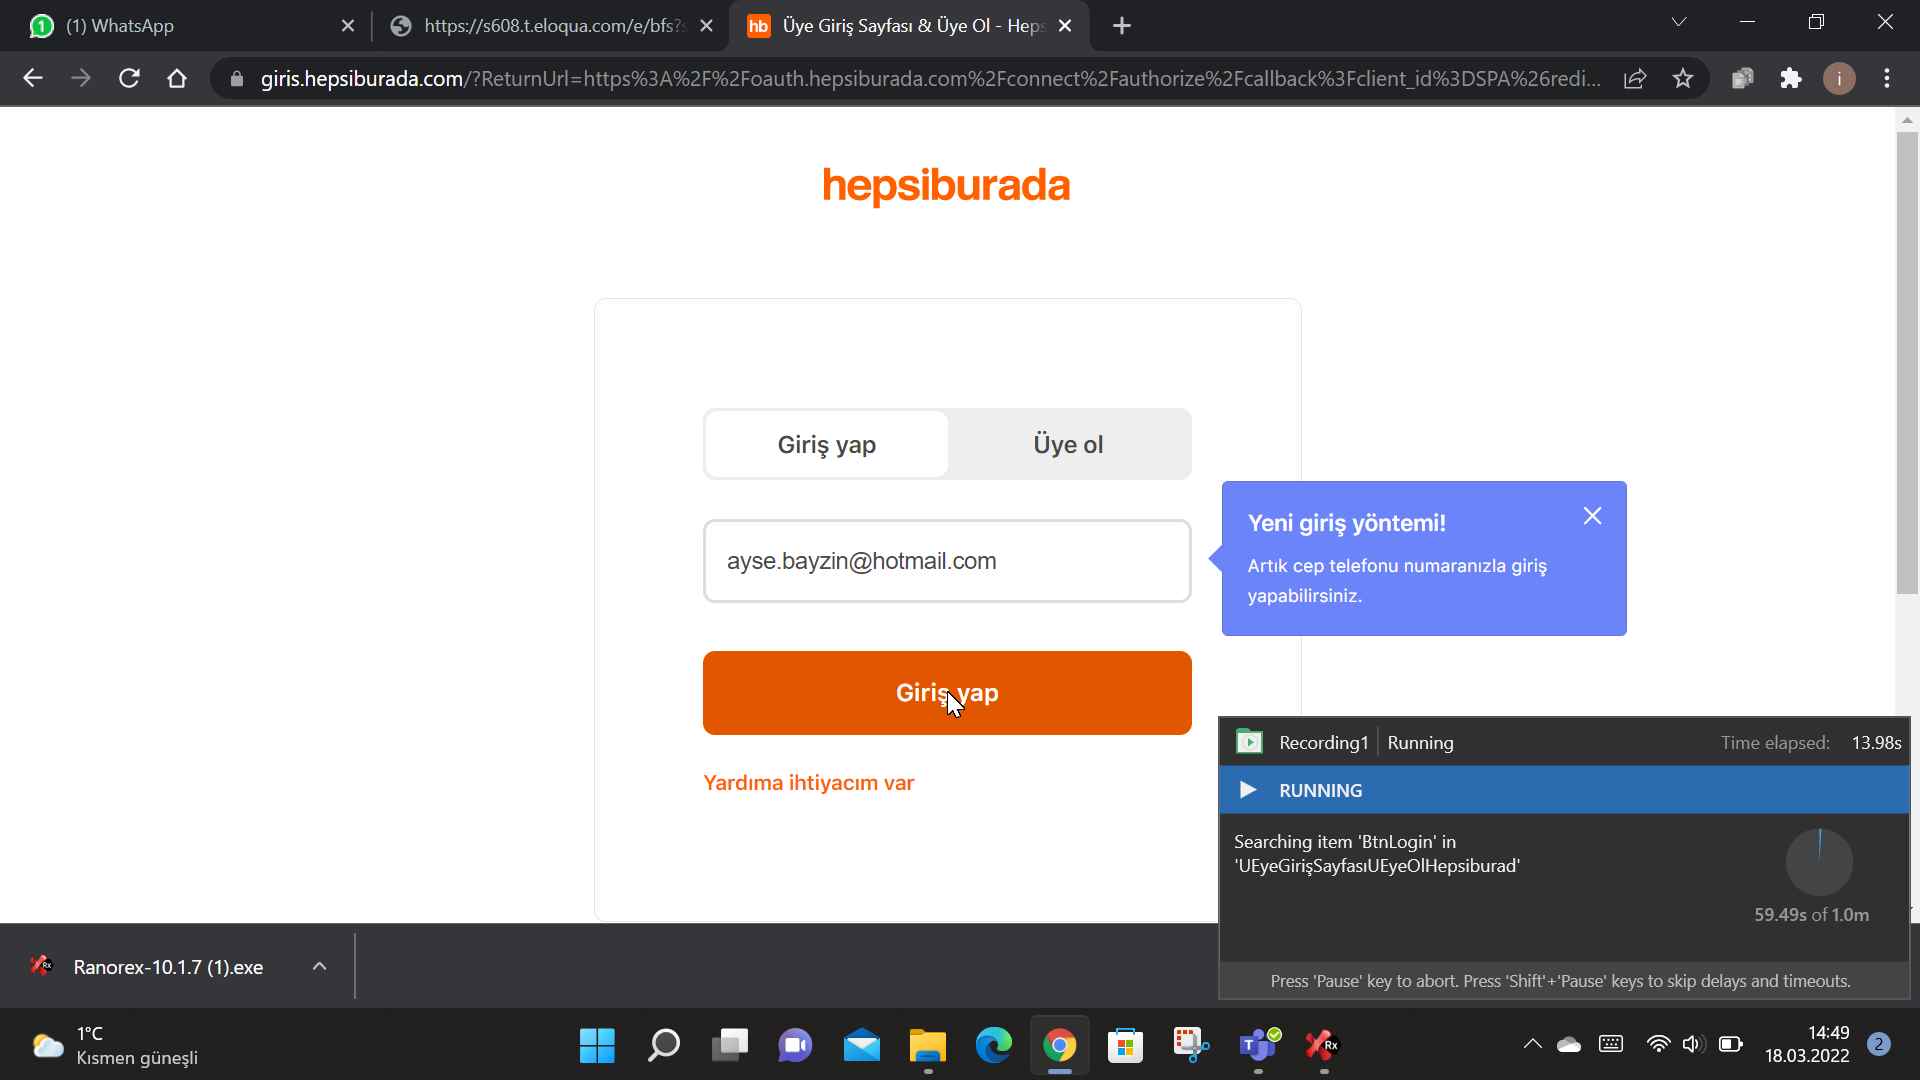 (1) WhatsApp
https://s608.t.eloqua.com/e/bfs?s
hb Üye Giriş Sayfası & Üye Ol - Heps
giris.hepsiburada.com/?ReturnUrl=https%3A%2F%2Foauth.hepsiburada.com%2Fconnect%2Fauthorize%2Fcallback%3Fclient_id%3DSPA%26redi...
i
hepsiburada
Giriş yap
Üye ol
ayse.bayzin@hotmail.com
Yeni giriş yöntemi!
Artık cep telefonu numaranızla giriş
yapabilirsiniz.
Giriş yap
Yardıma ihtiyacım var
Recording1 Running
Time elapsed: 13.98s
RUNNING
Searching item 'BtnLogin' in
'UEyeGirişSayfasıUEyeOlHepsiburad'
59.49s of 1.0m
Press 'Pause' key to abort. Press 'Shift'+'Pause' keys to skip delays and timeouts.
Ranorex-10.1.7 (1).exe
1°C
Kısmen güneşli
14:49
18.03.2022
2